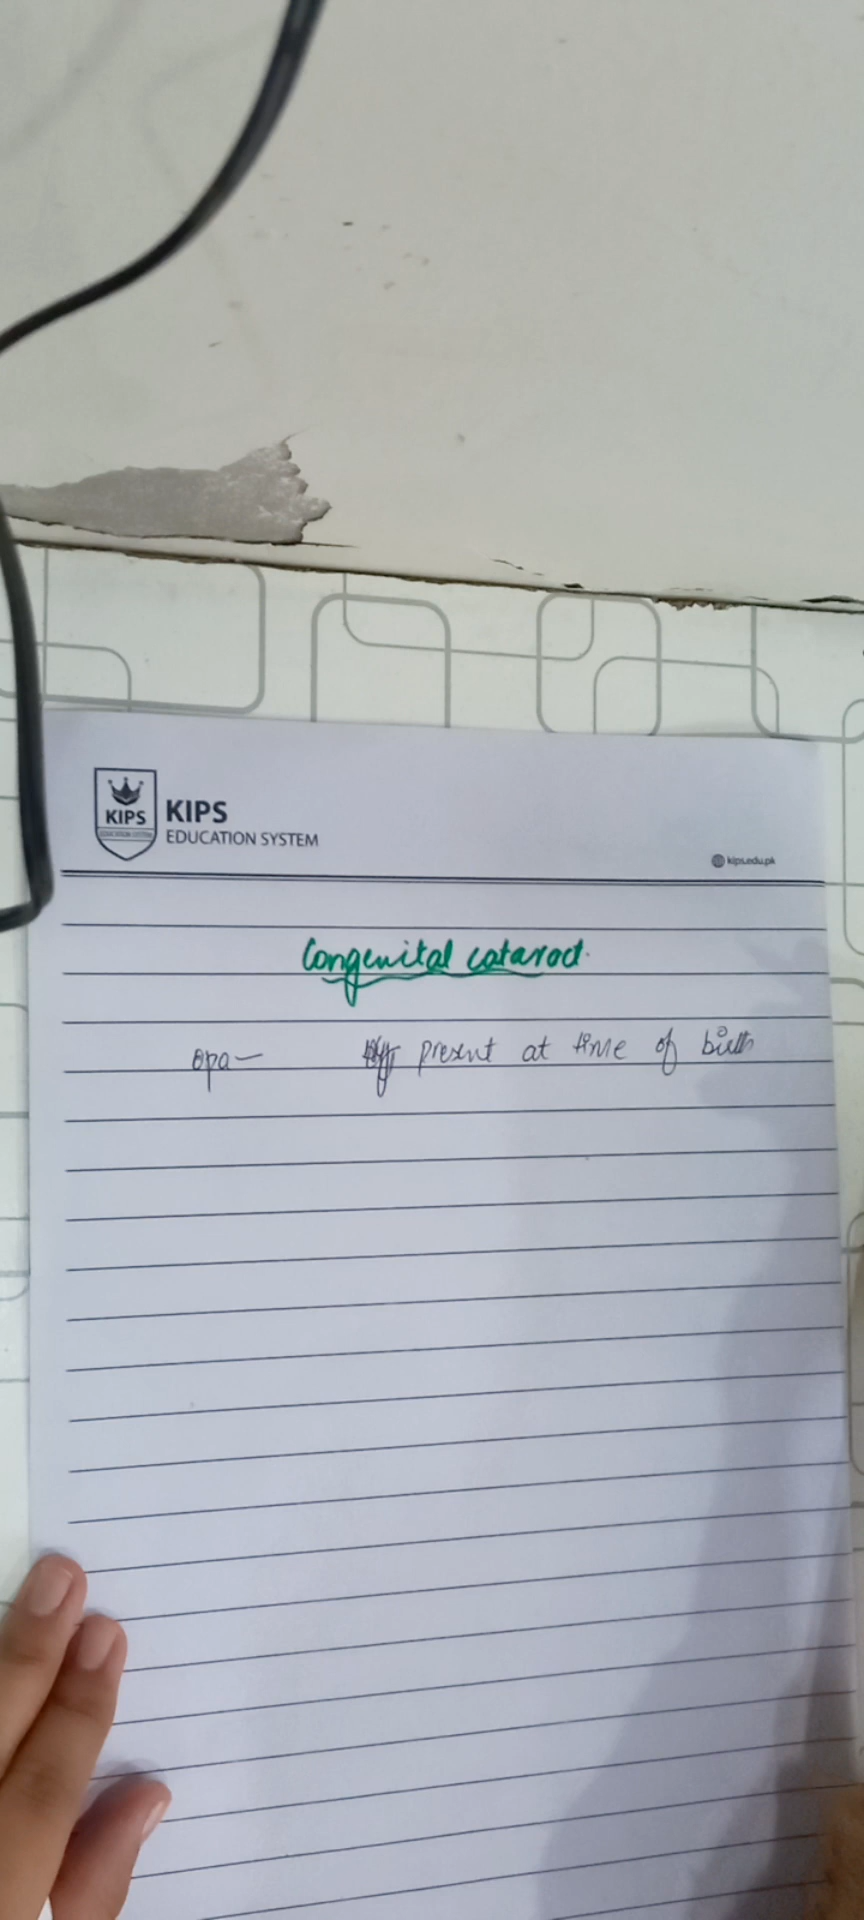 KIPS
KIPS
EDUCATION SYSTEM
kips.edu.pk
Congenital cataract.
opa— present at time of birth